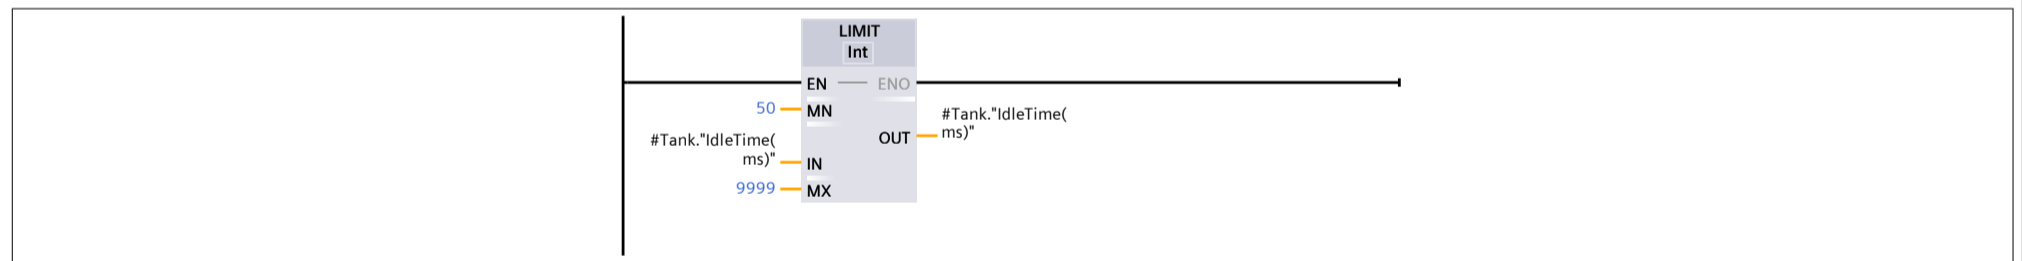 LIMIT
Int
EN
ENO
50
MN
#Tank."IdleTime(
ms)"
OUT
#Tank."IdleTime(
ms)"
IN
9999
MX